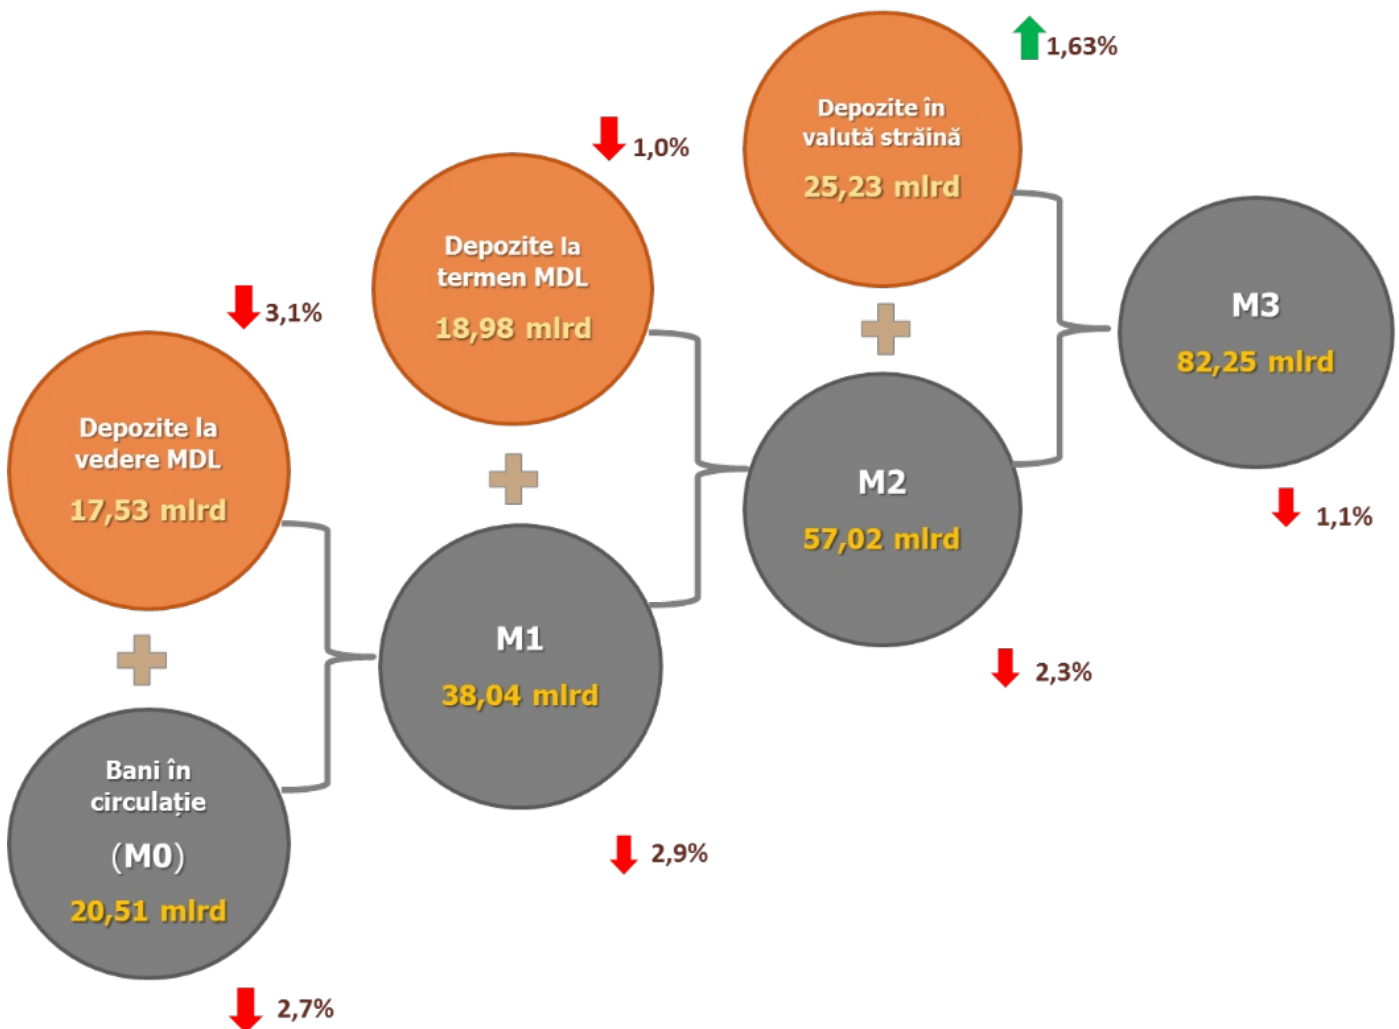 Depozite la
vedere MDL
17,53 mlrd
3,1%
Bani în
circulație
(M0)
20,51 mlrd
2,7%
Depozite la
termen MDL
18,98 mlrd
1,0%
M1
38,04 mlrd
2,9%
Depozite în
valută străină
25,23 mlrd
1,63%
M2
57,02 mlrd
2,3%
M3
82,25 mlrd
1,1%